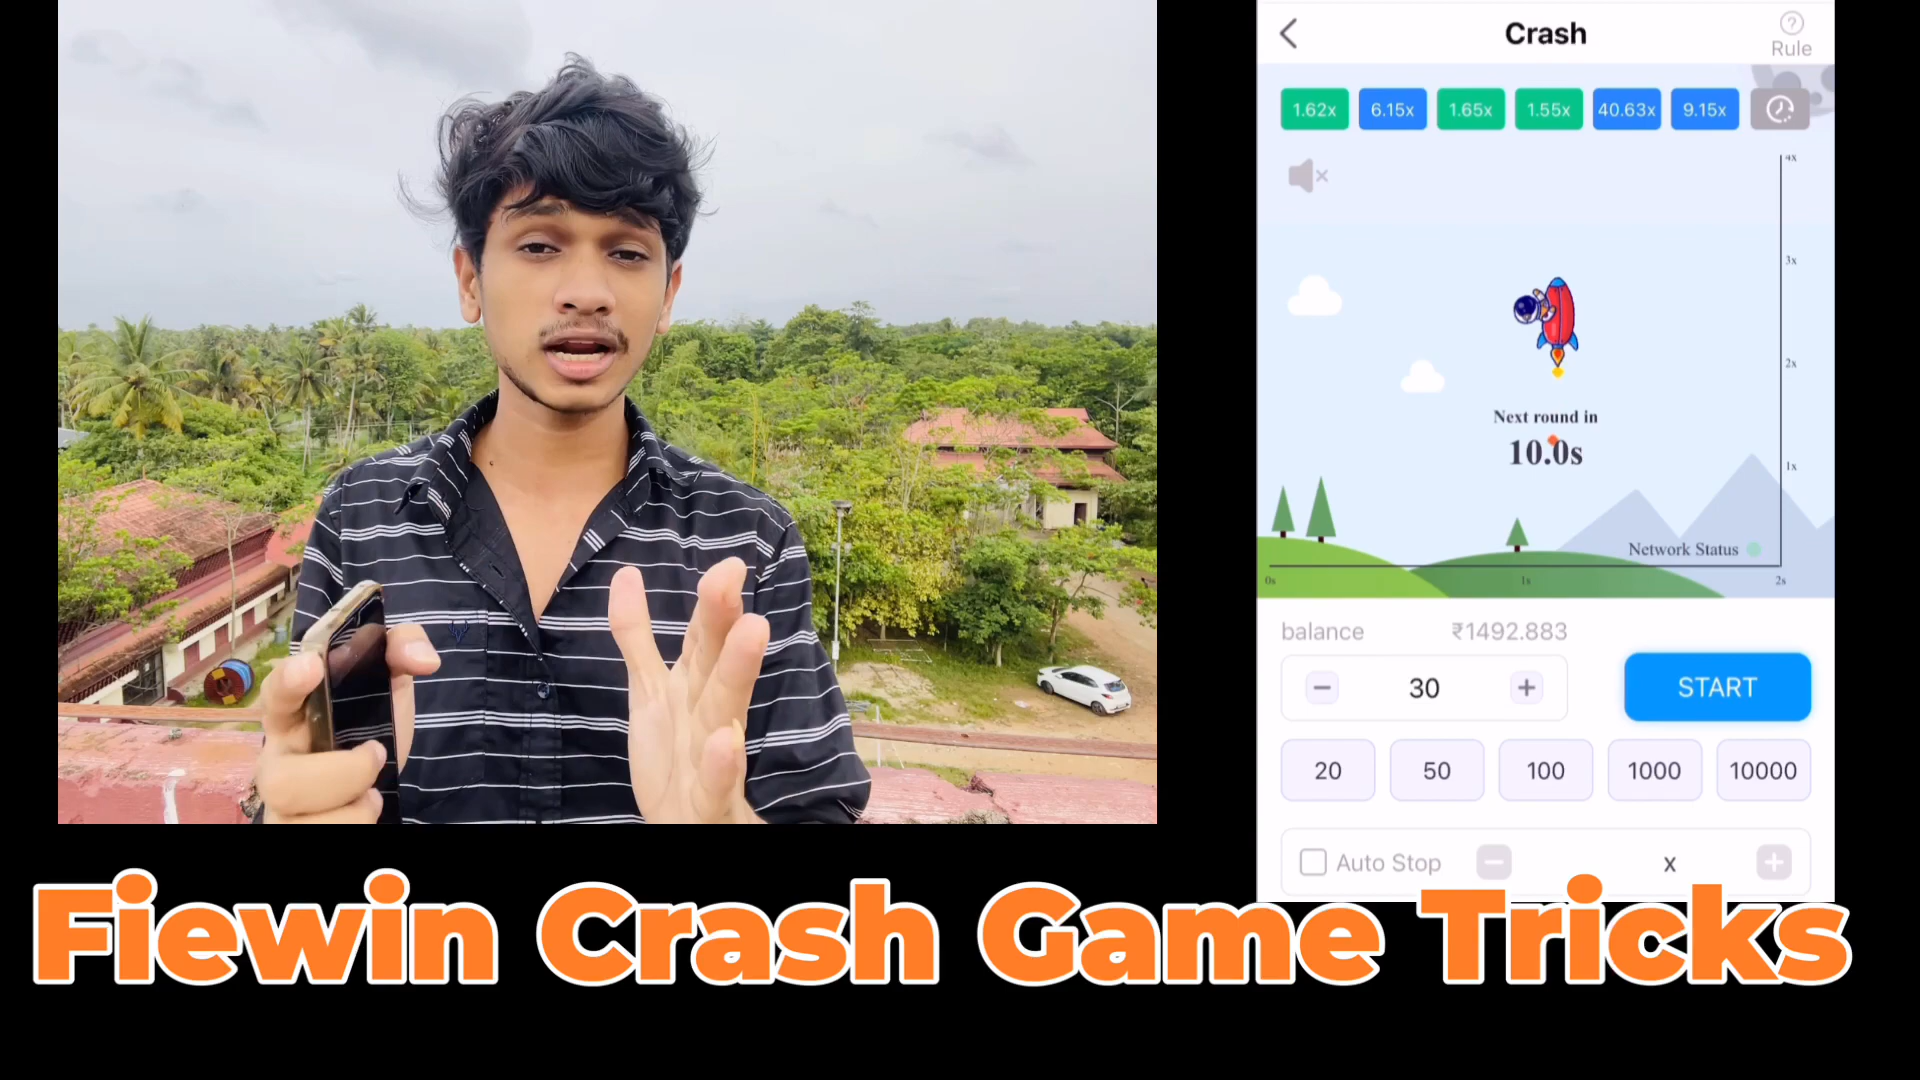 Crash
Rule
1.62x 6.15x 1.65x 1.55x 40.63x 9.15x
4x
3x
2x
Next round in
10.0s
1x
Network Status
0s 1s 2s
balance ₹1492.883
− 30 + START
20 50 100 1000 10000
Auto Stop − x +
Fiewin Crash Game Tricks